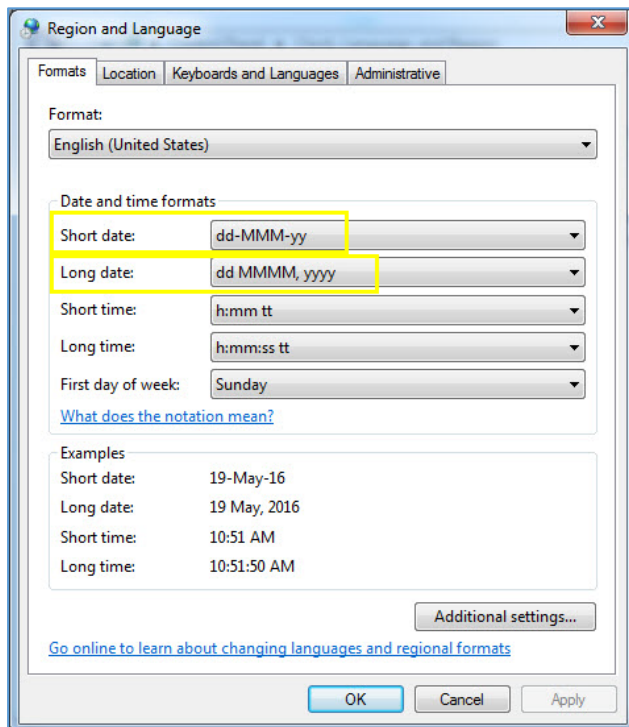 Region and Language
Formats Location Keyboards and Languages Administrative
Format:
English (United States)
Date and time formats
Short date: dd-MMM-yy
Long date: dd MMMM, yyyy
Short time: h:mm tt
Long time: h:mm:ss tt
First day of week: Sunday
What does the notation mean?
Examples
Short date: 19-May-16
Long date: 19 May, 2016
Short time: 10:51 AM
Long time: 10:51:50 AM
Additional settings...
Go online to learn about changing languages and regional formats
OK Cancel Apply